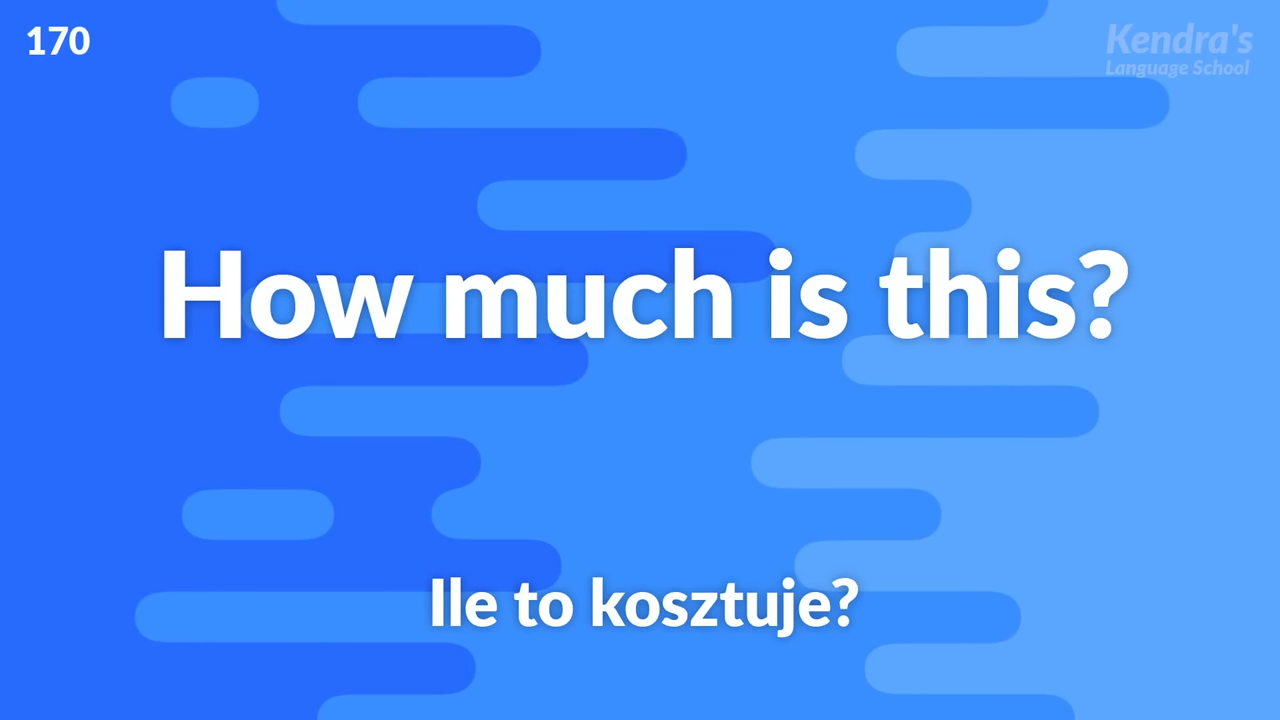 170
Kendra's
Language School
How much is this?
Ile to kosztuje?